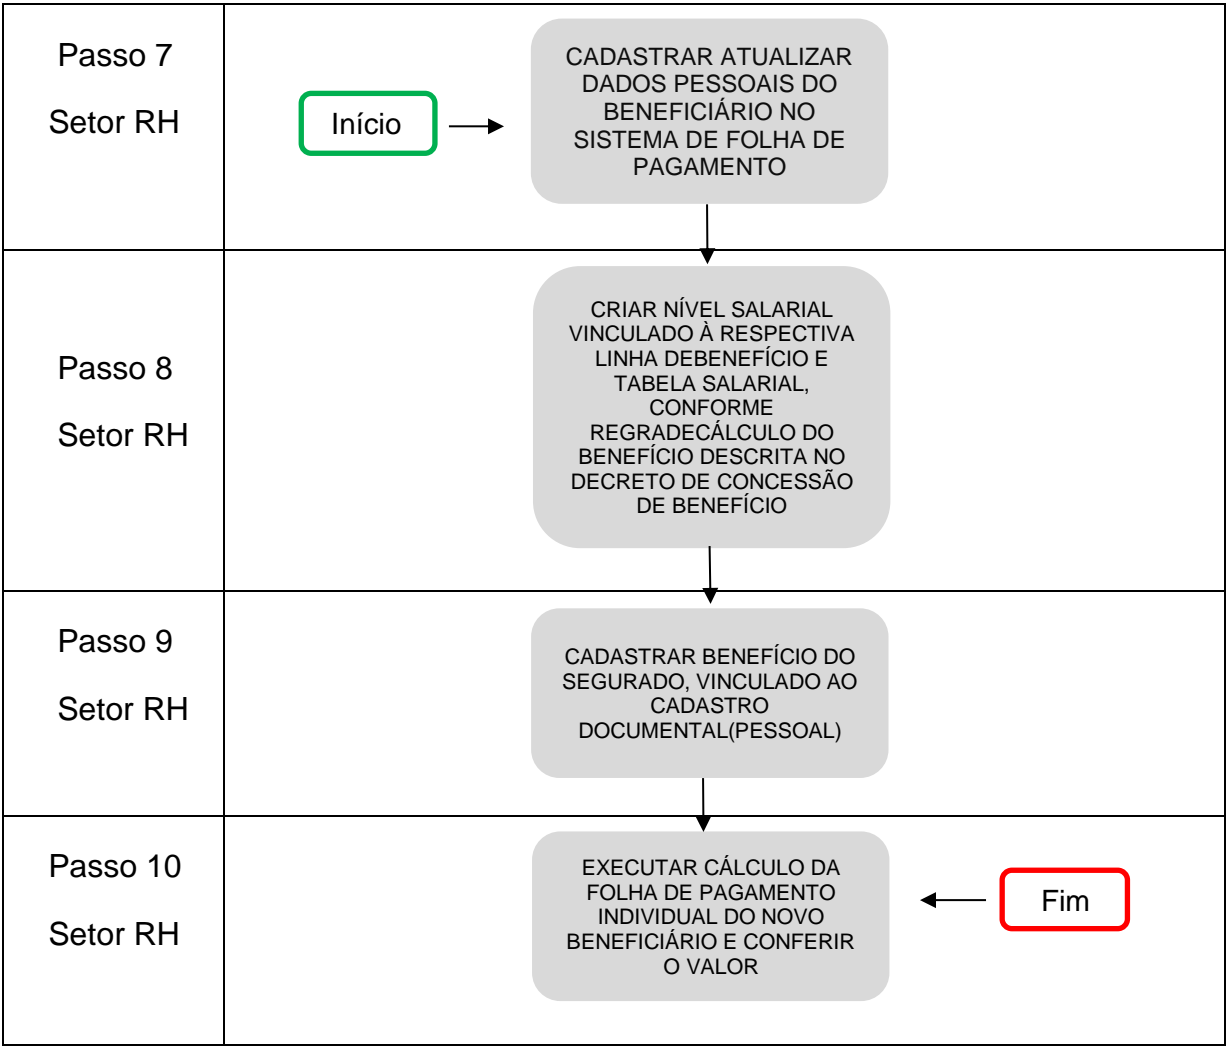 Passo 7
Setor RH
Início
CADASTRAR ATUALIZAR
DADOS PESSOAIS DO
BENEFICIÁRIO NO
SISTEMA DE FOLHA DE
PAGAMENTO
Passo 8
Setor RH
CRIAR NÍVEL SALARIAL
VINCULADO À RESPECTIVA
LINHA DEBENEFÍCIO E
TABELA SALARIAL,
CONFORME
REGRADECÁLCULO DO
BENEFÍCIO DESCRITA NO
DECRETO DE CONCESSÃO
DE BENEFÍCIO
Passo 9
Setor RH
CADASTRAR BENEFÍCIO DO
SEGURADO, VINCULADO AO
CADASTRO
DOCUMENTAL(PESSOAL)
Passo 10
Setor RH
EXECUTAR CÁLCULO DA
FOLHA DE PAGAMENTO
INDIVIDUAL DO NOVO
BENEFICIÁRIO E CONFERIR
O VALOR
Fim